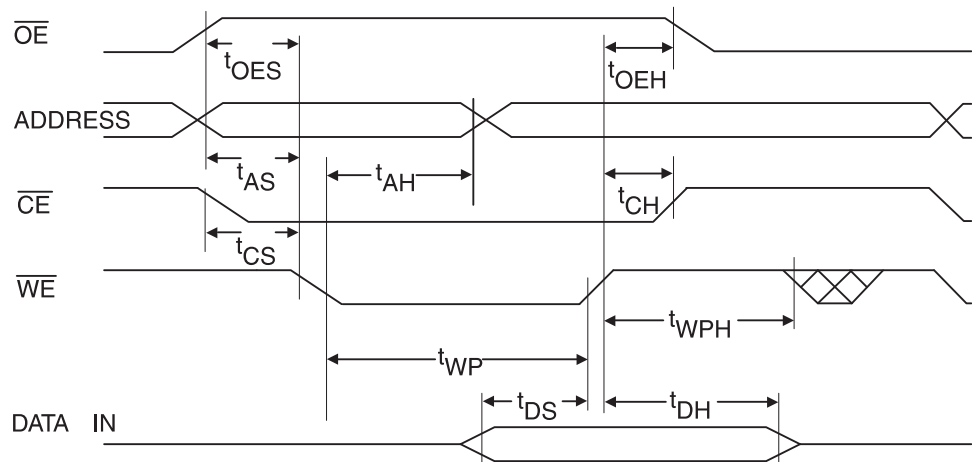 OE
tOES
tOEH
ADDRESS
tAS
tAH
CE
tCH
tCS
WE
tWPH
tWP
tDS
tDH
DATA IN